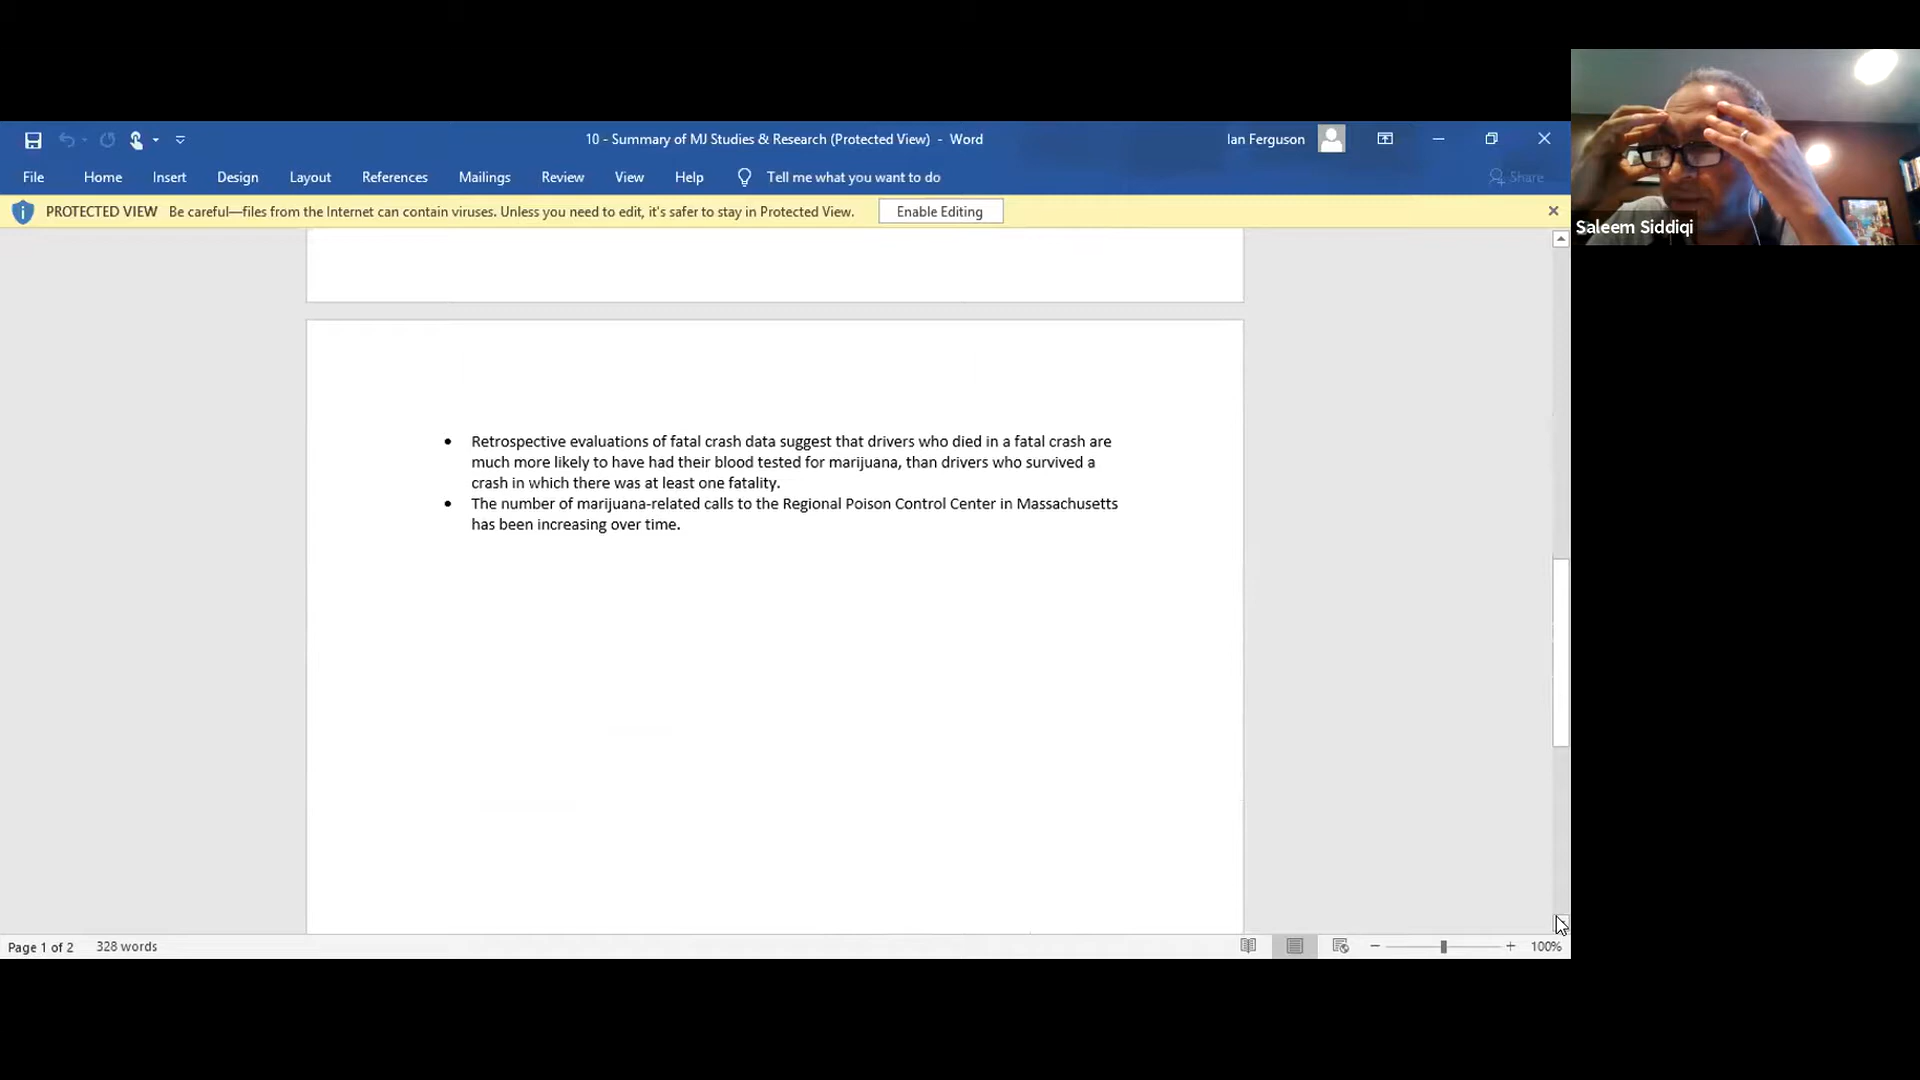 10 - Summary of MJ Studies & Research (Protected View) - Word
Ian Ferguson
File Home Insert Design Layout References Mailings Review View Help Tell me what you want to do Share
PROTECTED VIEW Be careful—files from the Internet can contain viruses. Unless you need to edit, it's safer to stay in Protected View. Enable Editing
Saleem Siddiqi
• Retrospective evaluations of fatal crash data suggest that drivers who died in a fatal crash are
much more likely to have had their blood tested for marijuana, than drivers who survived a
crash in which there was at least one fatality.
• The number of marijuana-related calls to the Regional Poison Control Center in Massachusetts
has been increasing over time.
Page 1 of 2 328 words 100%